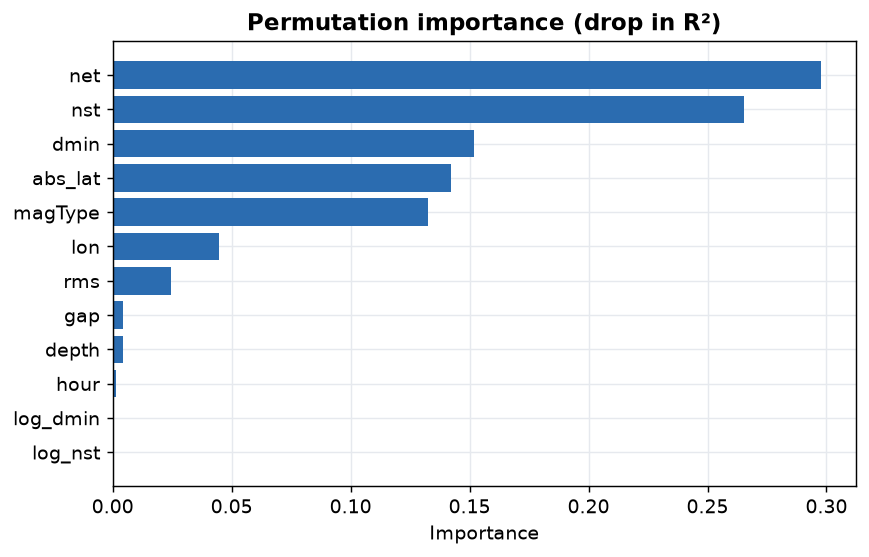 Permutation importance (drop in R²)
net
nst
dmin
abs_lat
magType
lon
rms
gap
depth
hour
log_dmin
log_nst
0.00 0.05 0.10 0.15 0.20 0.25 0.30
Importance